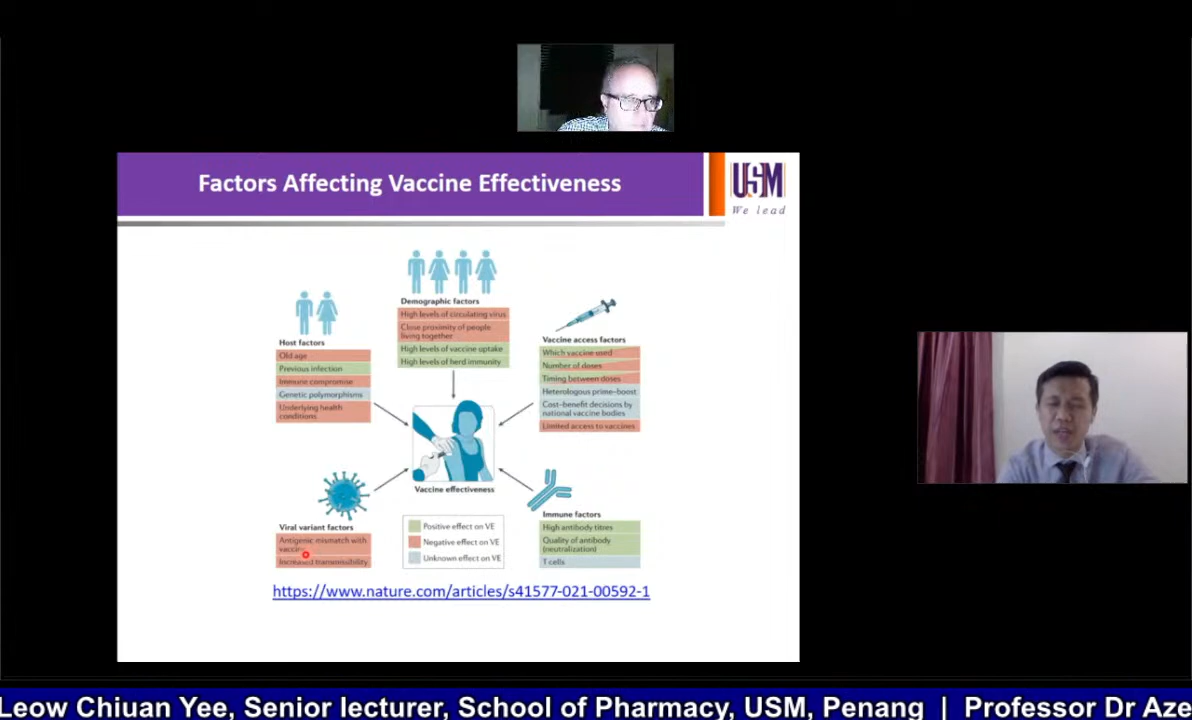 Factors Affecting Vaccine Effectiveness
USM
We lead
Demographic factors
High levels of circulating virus
Close proximity of people
living together
High levels of vaccine uptake
High levels of herd immunity
Host factors
Old age
Previous infection
Immune compromise
Genetic polymorphisms
Underlying health
conditions
Vaccine access factors
Which vaccine used
Number of doses
Timing between doses
Heterologous prime–boost
Cost–benefit decisions by
national vaccine bodies
Limited access to vaccines
Vaccine effectiveness
Viral variant factors
Antigenic mismatch with
vaccine
Increased transmissibility
Positive effect on VE
Negative effect on VE
Unknown effect on VE
Immune factors
High antibody titres
Quality of antibody
(neutralization)
T cells
https://www.nature.com/articles/s41577-021-00592-1
Leow Chiuan Yee, Senior lecturer, School of Pharmacy, USM, Penang | Professor Dr Aze